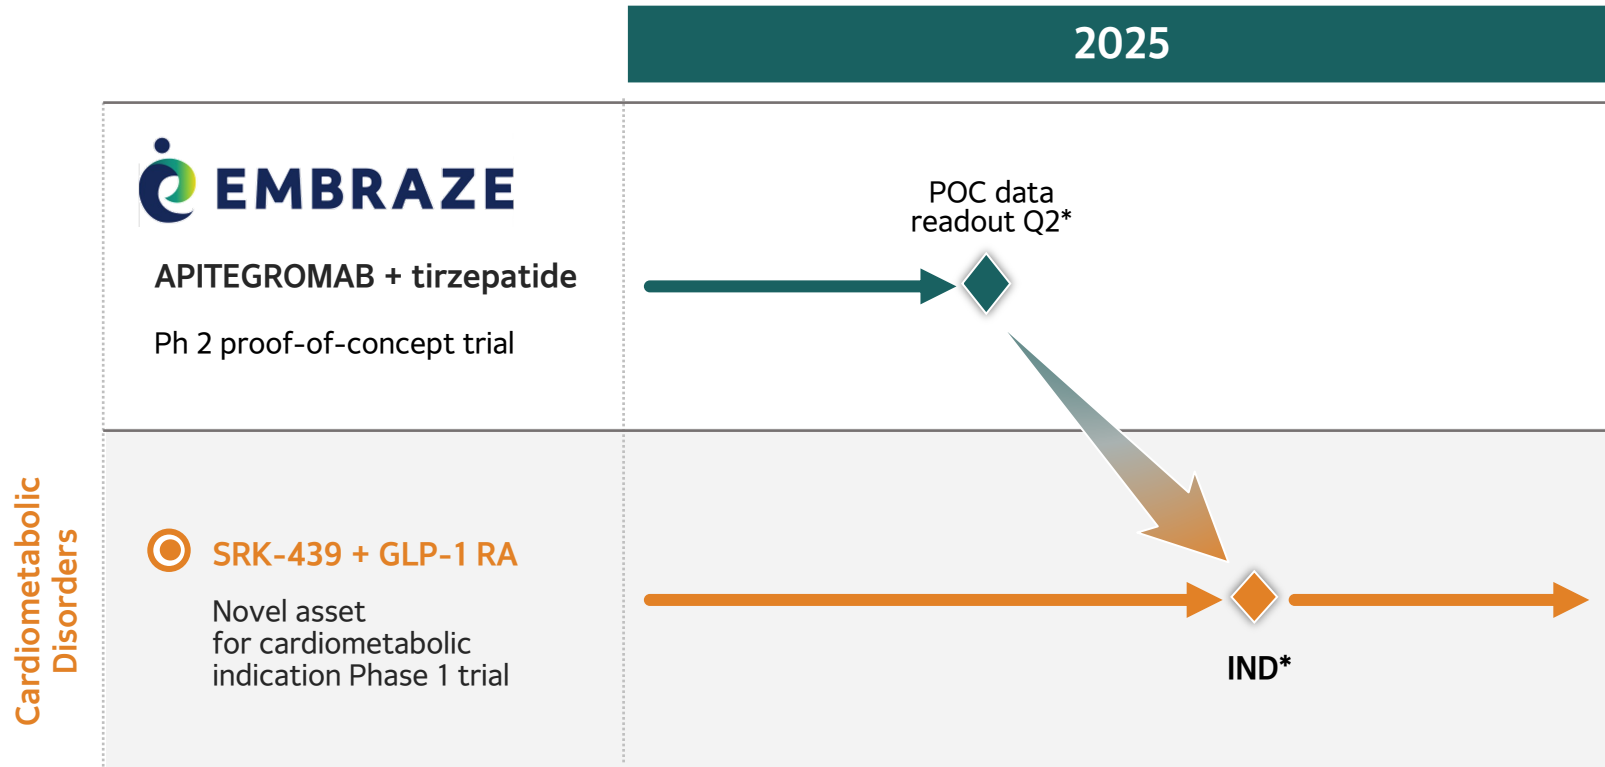 2025
EMBRAZE
APITEGROMAB + tirzepatide
Ph 2 proof-of-concept trial
POC data
readout Q2*
Cardiometabolic
Disorders
SRK-439 + GLP-1 RA
Novel asset
for cardiometabolic
indication Phase 1 trial
IND*